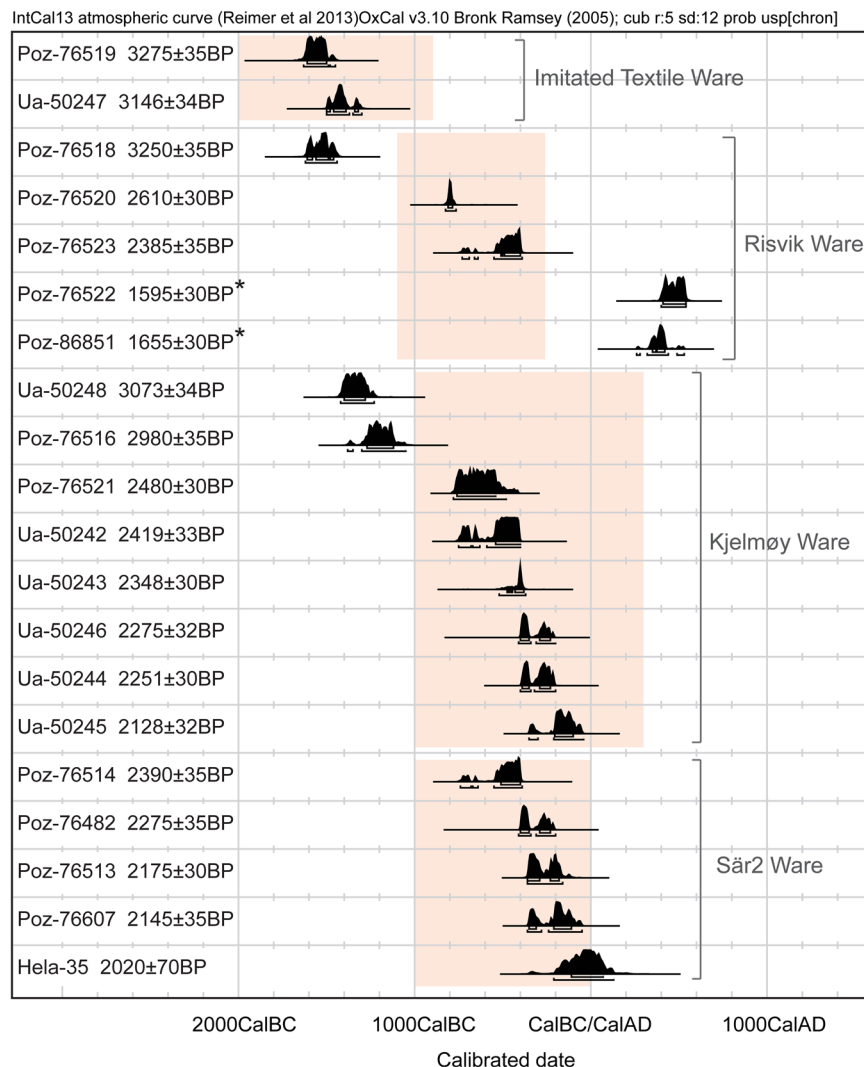 IntCal13 atmospheric curve (Reimer et al 2013)OxCal v3.10 Bronk Ramsey (2005); cub r:5 sd:12 prob usp[chron]
Poz-76519 3275±35BP
Imitated Textile Ware
Ua-50247 3146±34BP
Poz-76518 3250±35BP
Poz-76520 2610±30BP
Poz-76523 2385±35BP
Risvik Ware
Poz-76522 1595±30BP*
Poz-86851 1655±30BP*
Ua-50248 3073±34BP
Poz-76516 2980±35BP
Poz-76521 2480±30BP
Ua-50242 2419±33BP
Kjelmøy Ware
Ua-50243 2348±30BP
Ua-50246 2275±32BP
Ua-50244 2251±30BP
Ua-50245 2128±32BP
Poz-76514 2390±35BP
Poz-76482 2275±35BP
Poz-76513 2175±30BP
Sär2 Ware
Poz-76607 2145±35BP
Hela-35 2020±70BP
2000CalBC 1000CalBC CalBC/CalAD 1000CalAD
Calibrated date